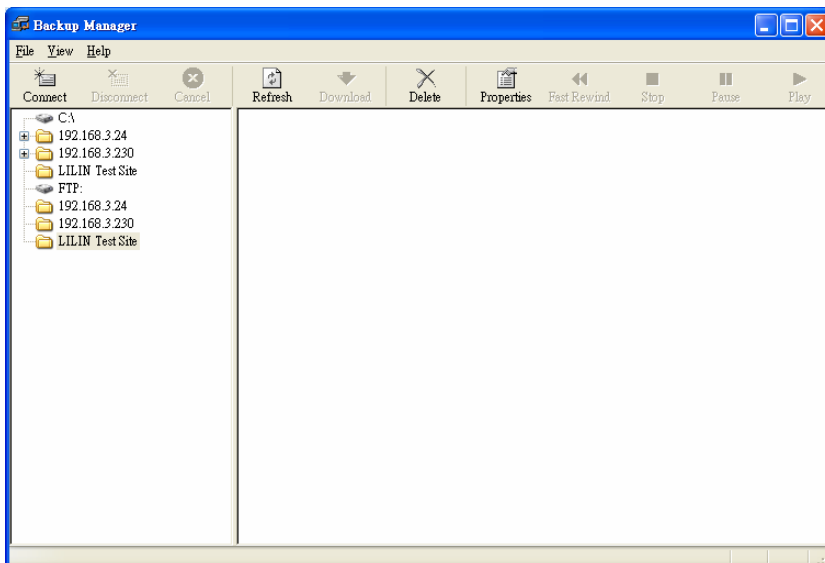 Backup Manager
File View Help
Connect Disconnect Cancel Refresh Download Delete Properties Fast Rewind Stop Pause Play
C:\
192.168.3.24
192.168.3.230
LILIN Test Site
FTP:
192.168.3.24
192.168.3.230
LILIN Test Site